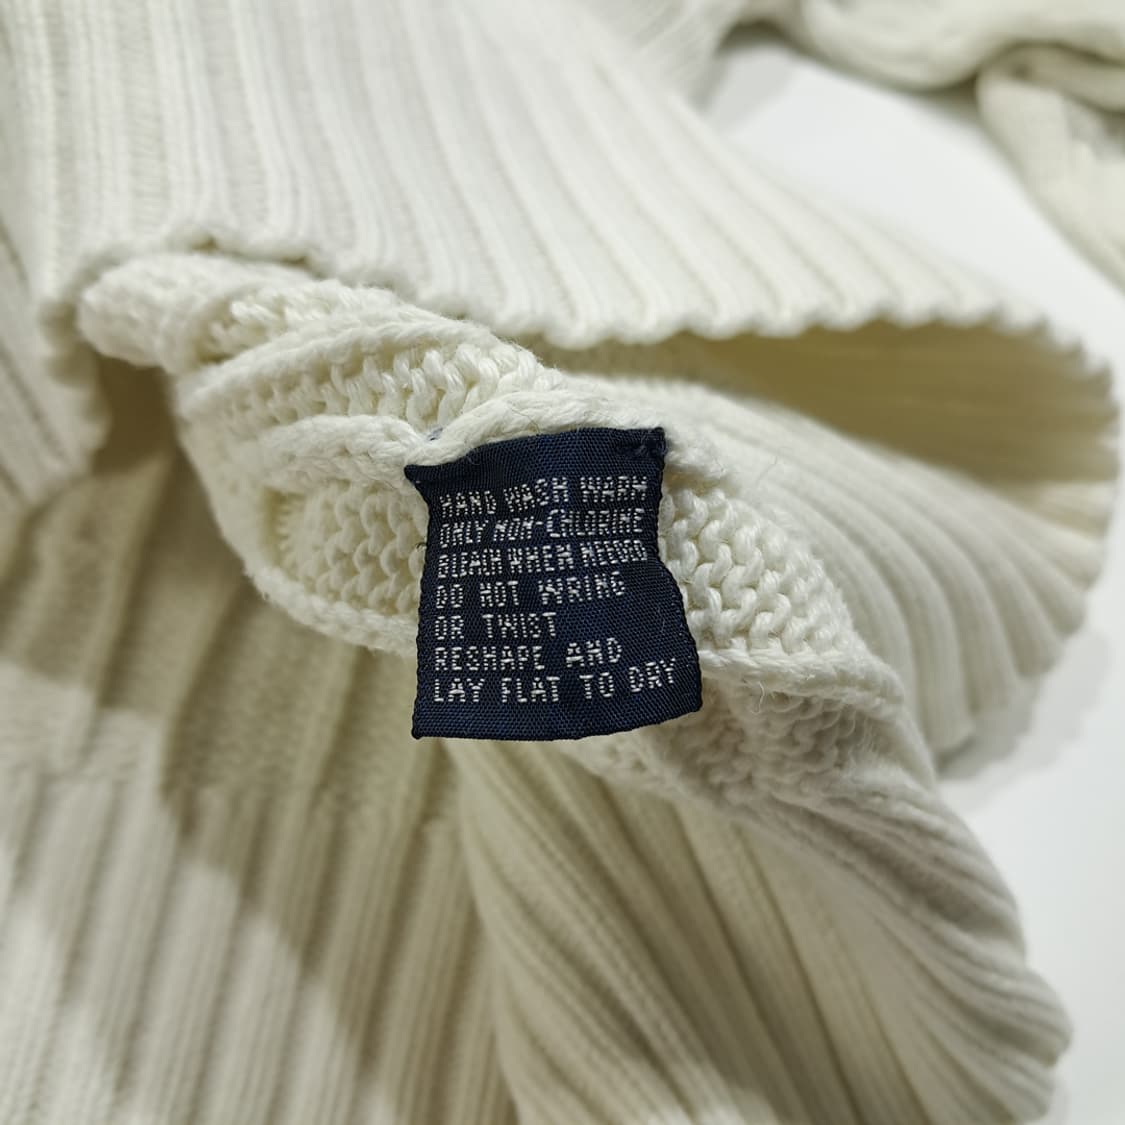 HAND WASH WARM
ONLY NON-CHLORINE
BLEACH WHEN NEEDED
DO NOT WRING
OR TWIST
RESHAPE AND
LAY FLAT TO DRY